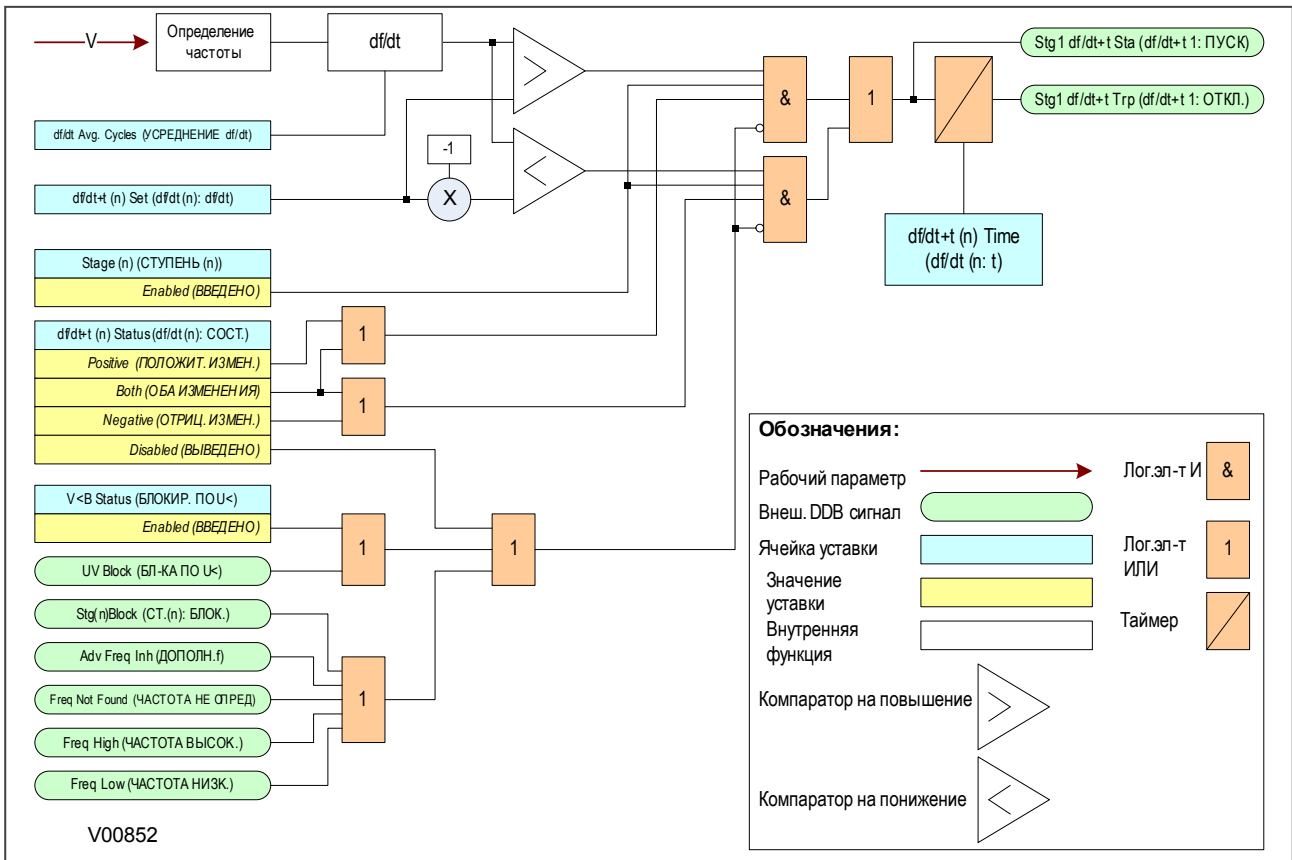 V
Определение
частоты
df/dt
df/dt Avg. Cycles (УСРЕДНЕНИЕ df/dt)
-1
df/dt+t (n) Set (df/dt (n): df/dt)
X
Stage (n) (СТУПЕНЬ (n))
Enabled (ВВЕДЕНО)
df/dt+t (n) Status (df/dt (n): СОСТ.)
Positive (ПОЛОЖИТ. ИЗМЕН.)
Both (ОБА ИЗМЕНЕНИЯ)
Negative (ОТРИЦ. ИЗМЕН.)
Disabled (ВЫВЕДЕНО)
V<B Status (БЛОКИР. ПО U<)
Enabled (ВВЕДЕНО)
UV Block (БЛ-КА ПО U<)
Stg(n)Block (СТ.(n): БЛОК.)
Adv Freq Inh (ДОПОЛН.f)
Freq Not Found (ЧАСТОТА НЕ ОПРЕД)
Freq High (ЧАСТОТА ВЫСОК.)
Freq Low (ЧАСТОТА НИЗК.)
1
1
1
1
1
&
&
1
Stg1 df/dt+t Sta (df/dt+t 1: ПУСК)
Stg1 df/dt+t Trp (df/dt+t 1: ОТКЛ.)
df/dt+t (n) Time
(df/dt (n: t)
Обозначения:
Рабочий параметр
Внеш. DDB сигнал
Ячейка уставки
Значение
уставки
Внутренняя
функция
Компаратор на повышение
Компаратор на понижение
Лог.эл-т И
&
Лог.эл-т
ИЛИ
1
Таймер
V00852